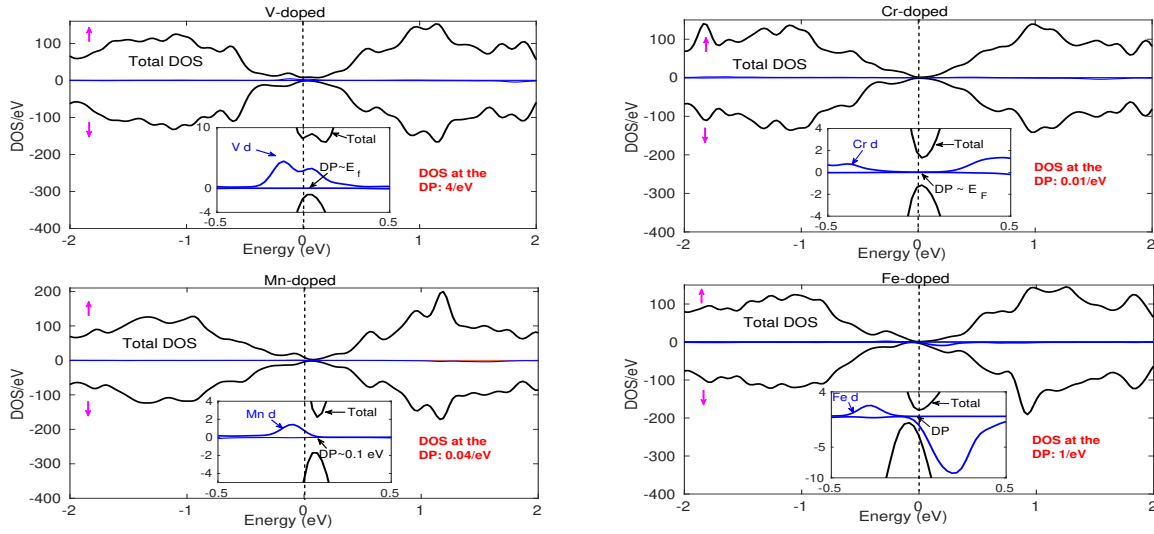 V-doped
100
0
-100
-200
-300
-400
DOS/eV
Total DOS
10
0
-4
-0.5
0.5
V d
Total
DP~E f
DOS at the
DP: 4/eV
-2
-1
0
1
2
Energy (eV)
Cr-doped
100
0
-100
-200
-300
-400
DOS/eV
Total DOS
4
2
0
-2
-4
-0.5
0.5
Cr d
Total
DP ~ E F
DOS at the
DP: 0.01/eV
-2
-1
0
1
2
Energy (eV)
Mn-doped
200
100
0
-100
-200
-300
-400
DOS/eV
Total DOS
4
2
0
-2
-4
-0.5
0.5
Mn d
Total
DP~0.1 eV
DOS at the
DP: 0.04/eV
-2
-1
0
1
2
Energy (eV)
Fe-doped
100
0
-100
-200
-300
-400
DOS/eV
Total DOS
4
-5
-10
-0.5
0.5
Fe d
Total
DP
DOS at the
DP: 1/eV
-2
-1
0
1
2
Energy (eV)